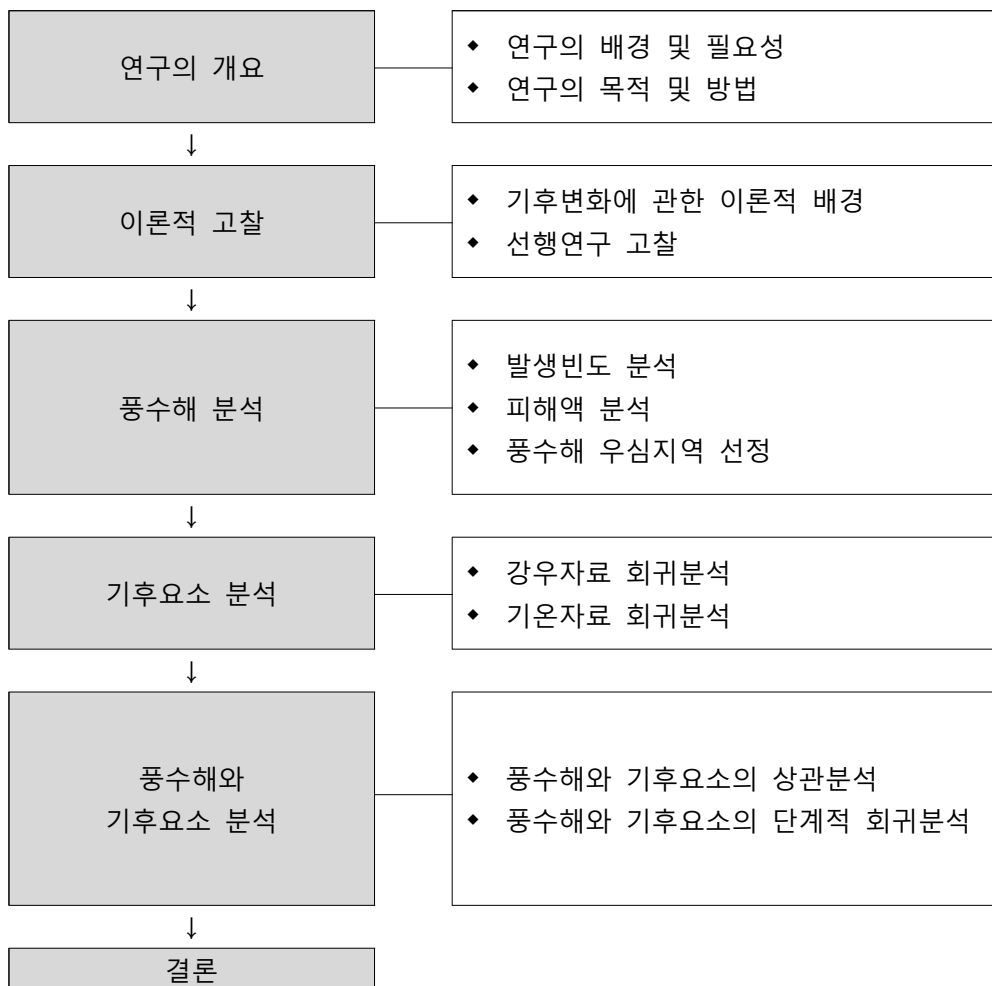 연구의 개요
◆ 연구의 배경 및 필요성
◆ 연구의 목적 및 방법
↓
이론적 고찰
◆ 기후변화에 관한 이론적 배경
◆ 선행연구 고찰
↓
풍수해 분석
◆ 발생빈도 분석
◆ 피해액 분석
◆ 풍수해 우심지역 선정
↓
기후요소 분석
◆ 강우자료 회귀분석
◆ 기온자료 회귀분석
↓
풍수해와
기후요소 분석
◆ 풍수해와 기후요소의 상관분석
◆ 풍수해와 기후요소의 단계적 회귀분석
↓
결론